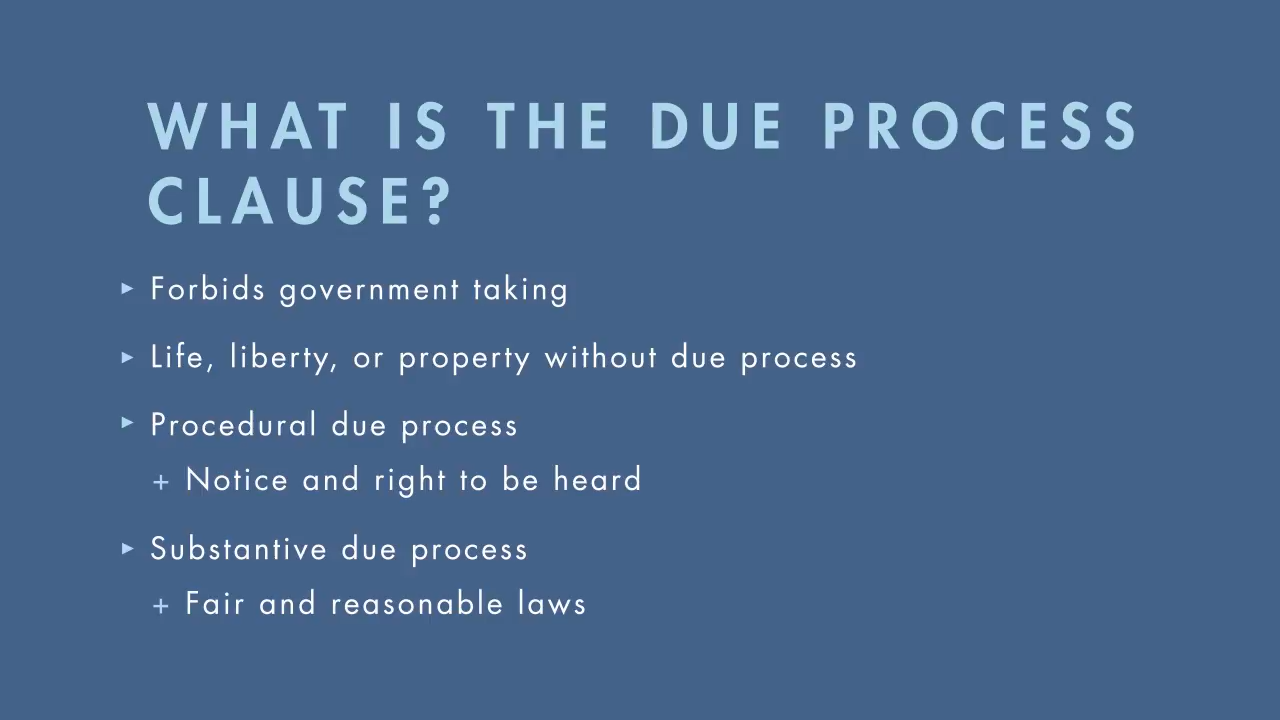 WHAT IS THE DUE PROCESS
CLAUSE?
▸ Forbids government taking
▸ Life, liberty, or property without due process
▸ Procedural due process
+ Notice and right to be heard
▸ Substantive due process
+ Fair and reasonable laws